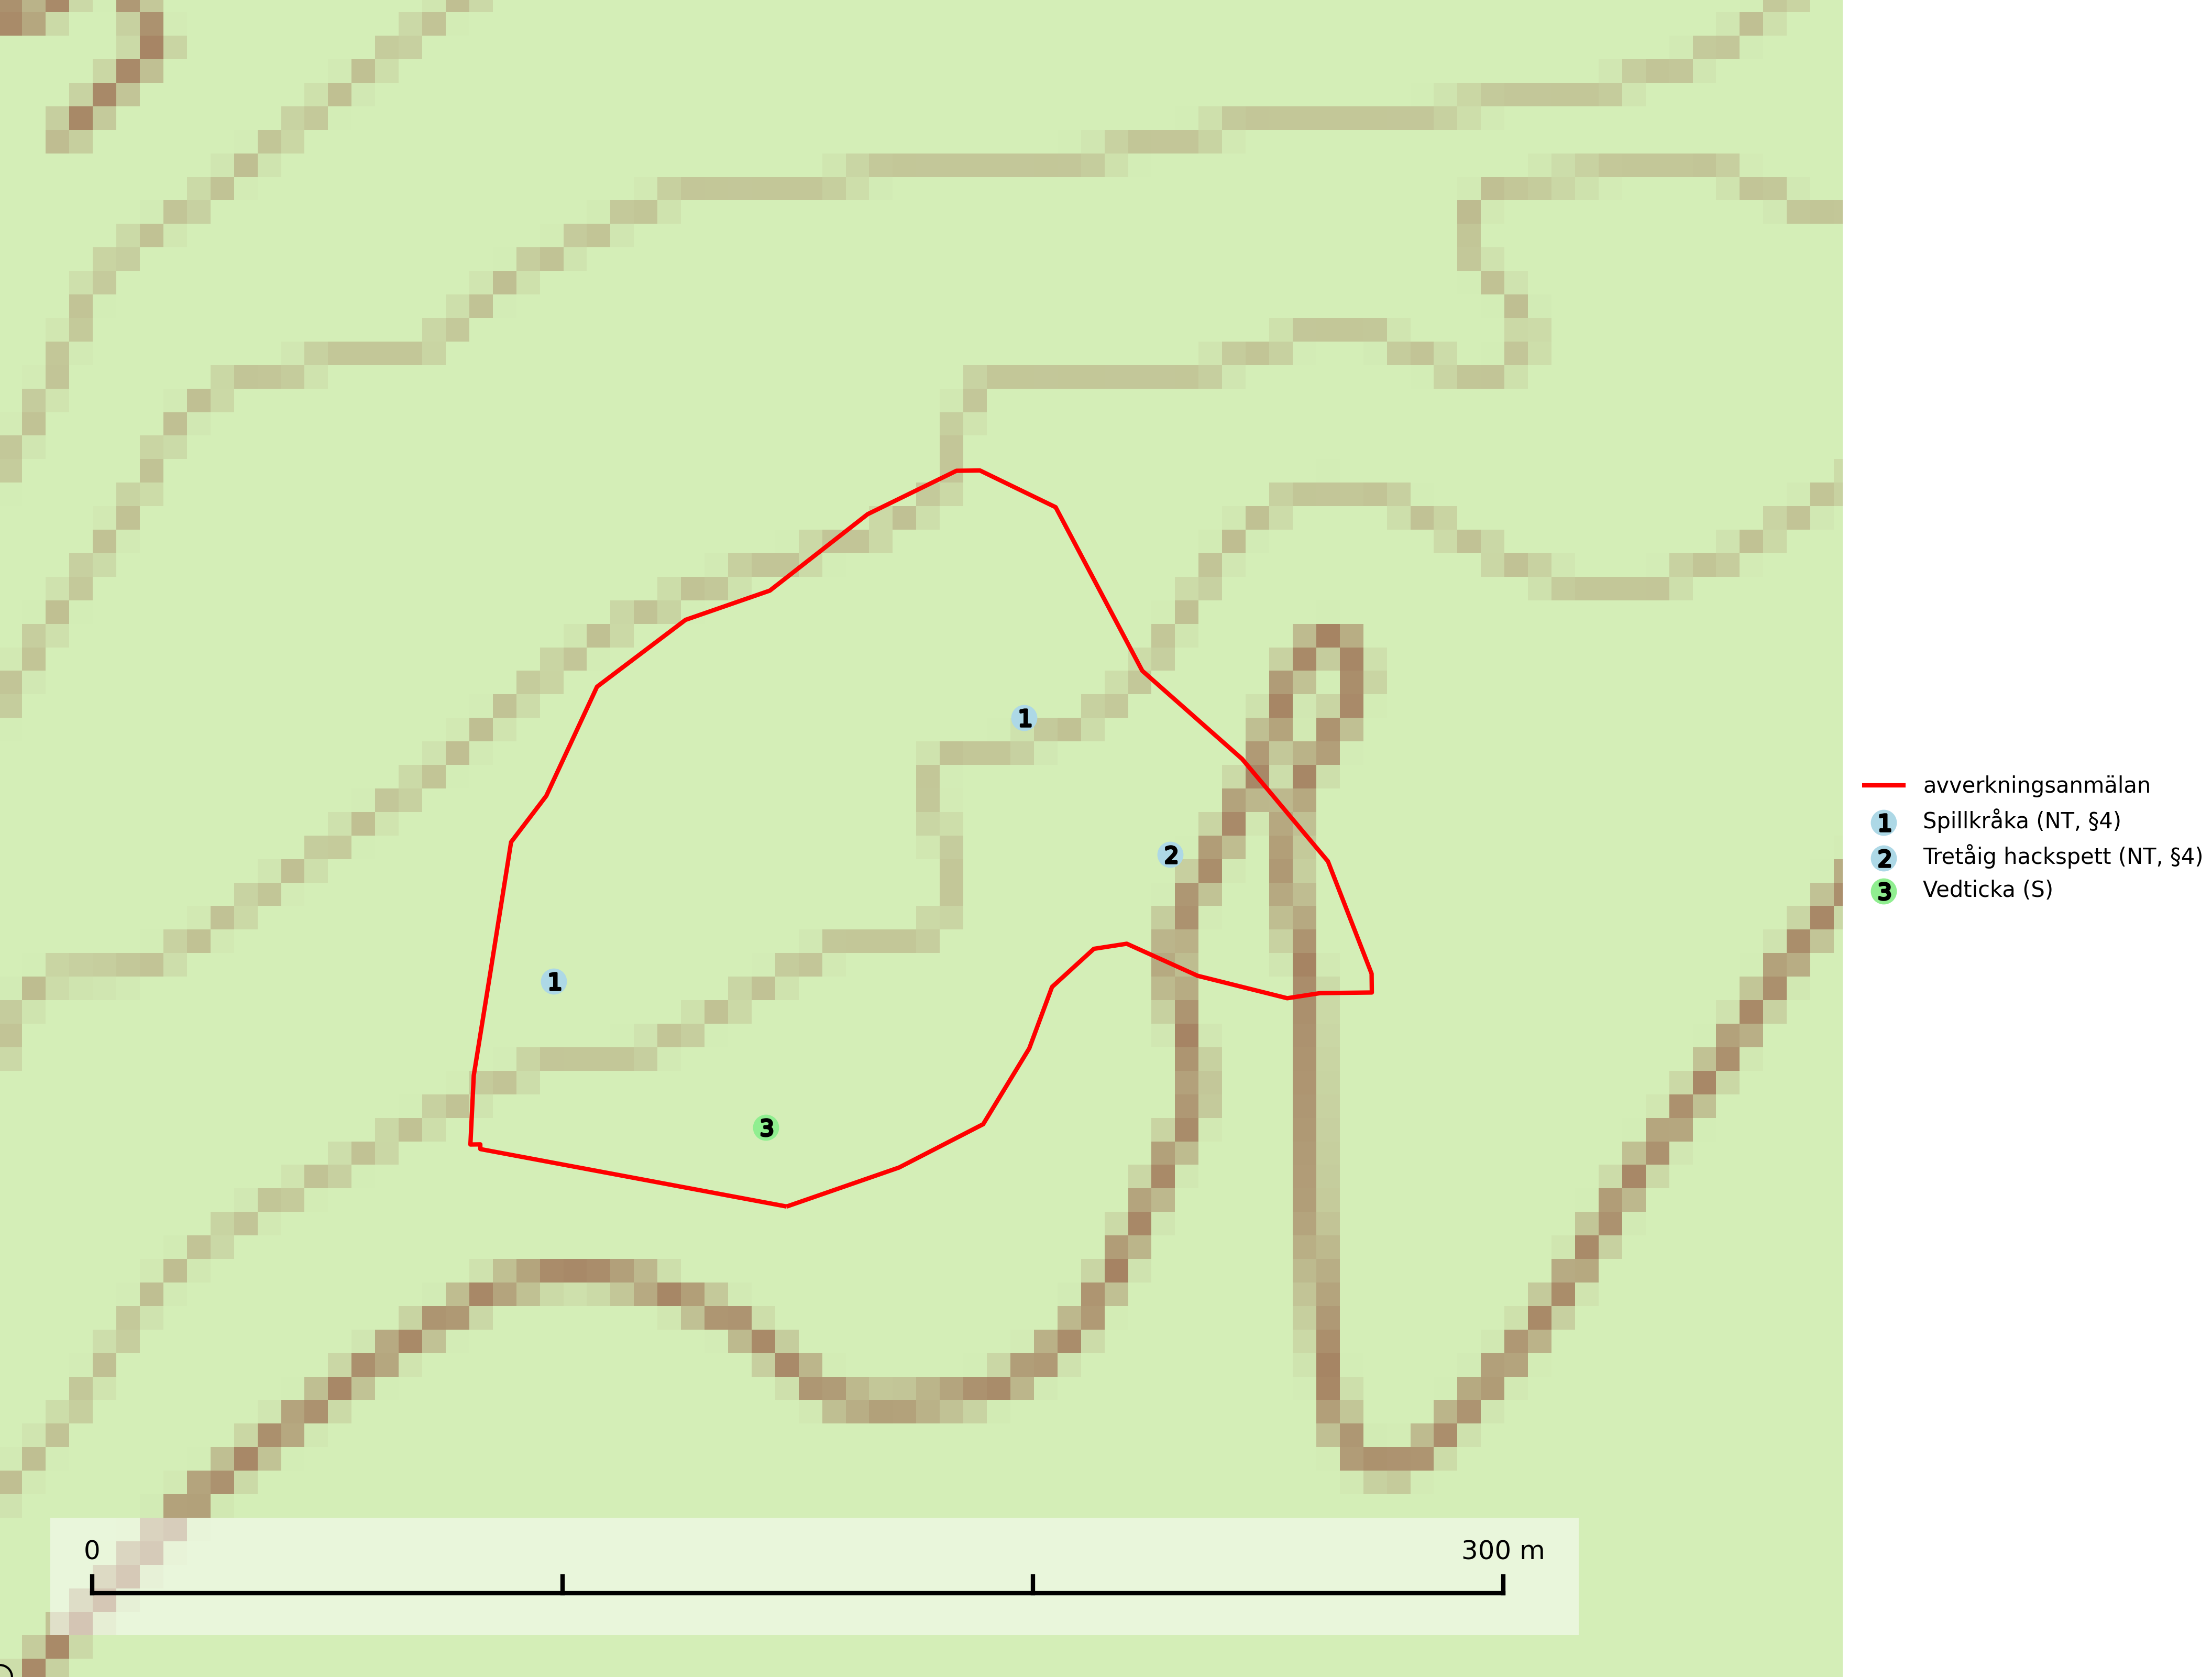 1
2
1
3
avverkningsanmälan
1 Spillkråka (NT, §4)
2 Tretåig hackspett (NT, §4)
3 Vedticka (S)
0 300 m